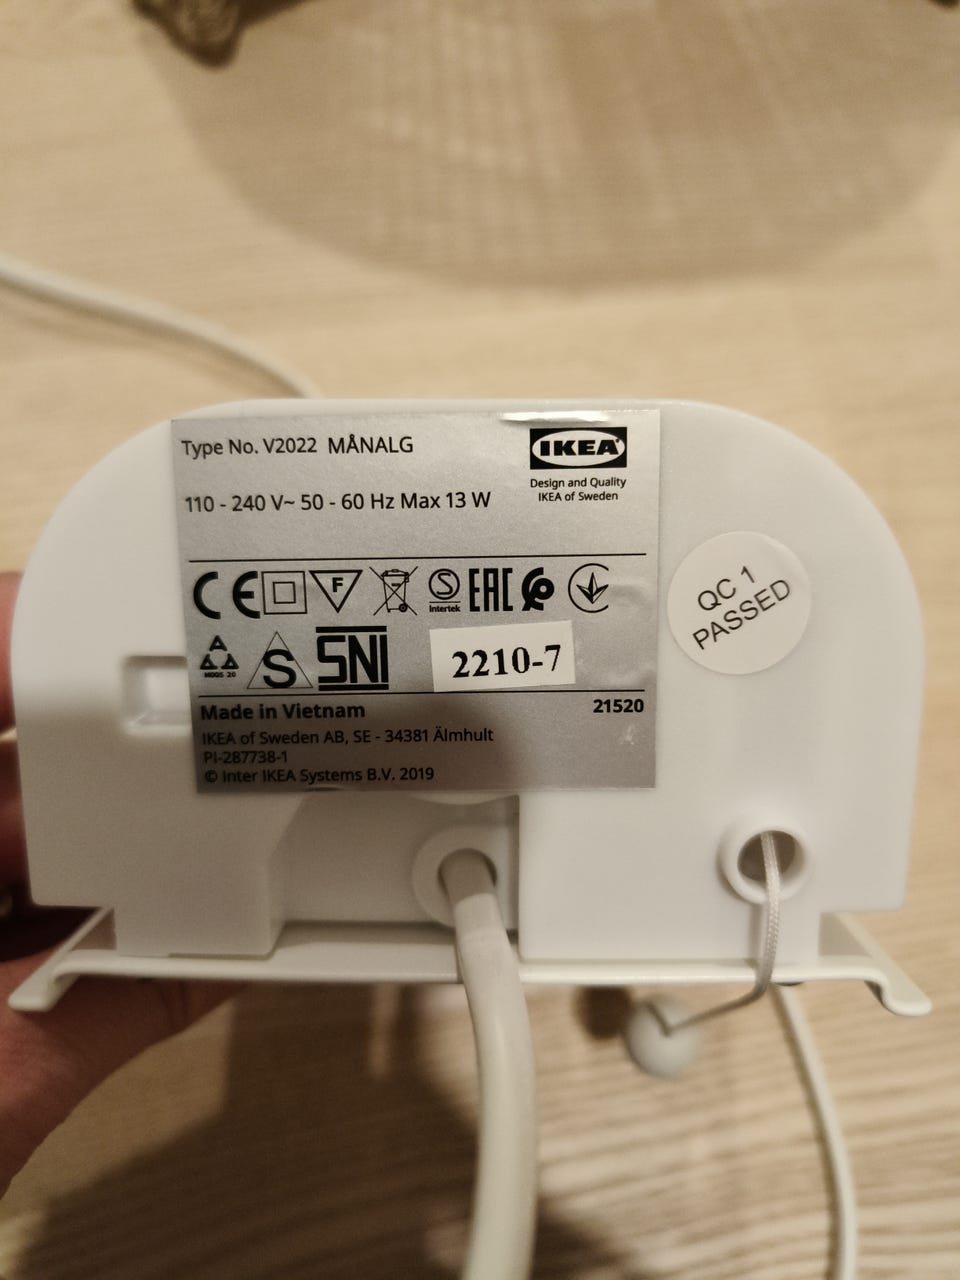 Type No. V2022 MÅNALG
IKEA
Design and Quality
IKEA of Sweden
110 - 240 V~ 50 - 60 Hz Max 13 W
CE
F
S
Intertek
EAC
S
SNI
2210-7
QC 1
PASSED
Made in Vietnam
21520
IKEA of Sweden AB, SE - 34381 Älmhult
PI-287738-1
© Inter IKEA Systems B.V. 2019